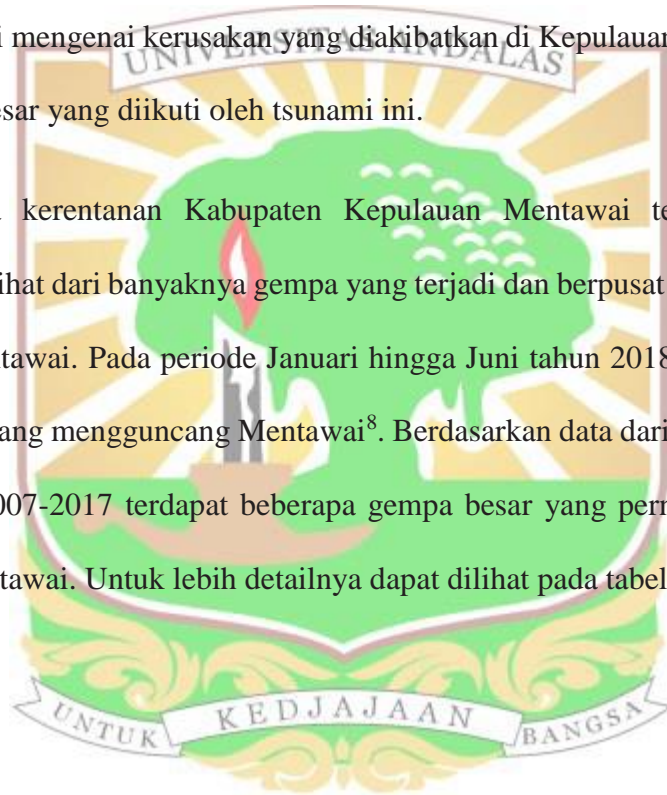 i mengenai kerusakan yang diakibatkan di Kepulauan
UNIVERSITAS ANDALAS
esar yang diikuti oleh tsunami ini.
kerentanan Kabupaten Kepulauan Mentawai te
ihat dari banyaknya gempa yang terjadi dan berpusat
ntawai. Pada periode Januari hingga Juni tahun 2018
ang mengguncang Mentawai⁸. Berdasarkan data dari
007-2017 terdapat beberapa gempa besar yang pern
tawai. Untuk lebih detailnya dapat dilihat pada tabel
UNTUK KEDJAJAAN BANGSA